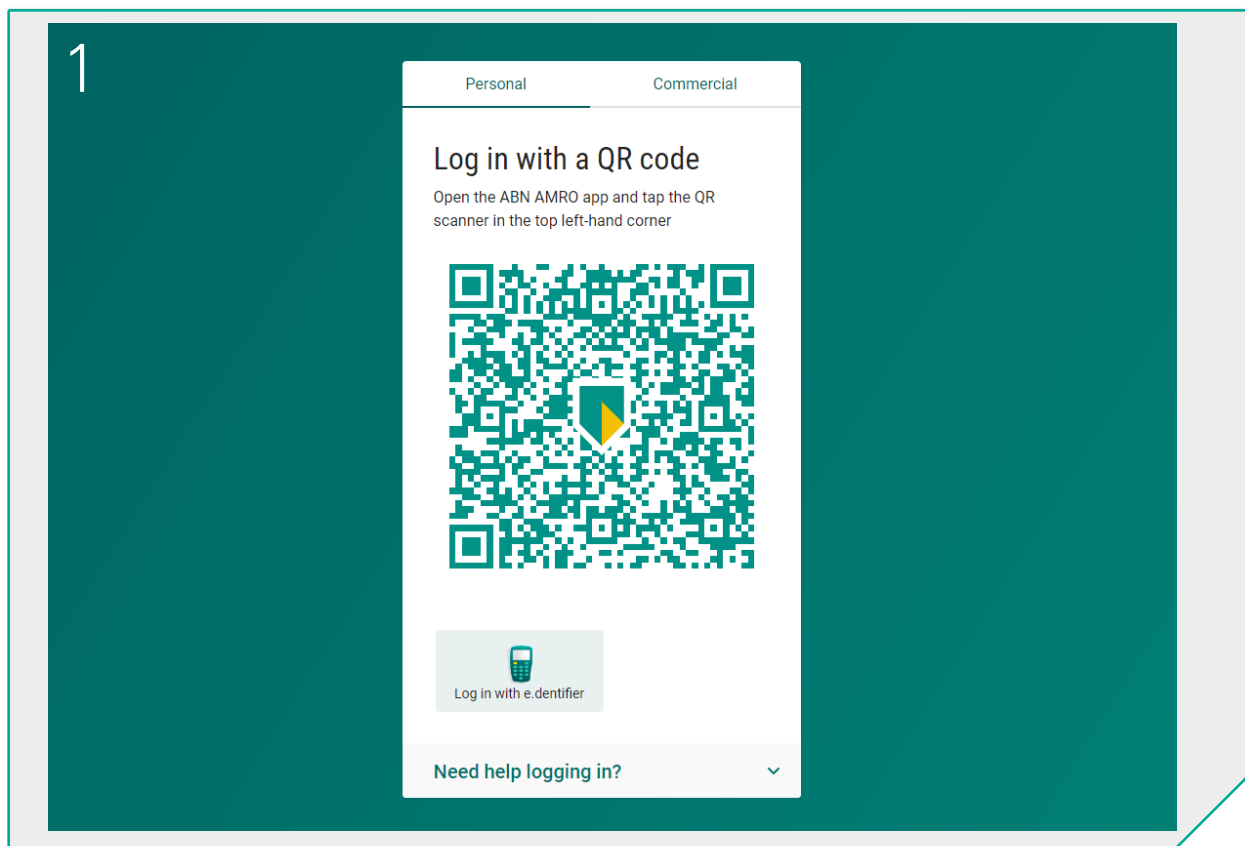 1
Personal Commercial
Log in with a QR code
Open the ABN AMRO app and tap the QR
scanner in the top left-hand corner
Log in with e.dentifier
Need help logging in?